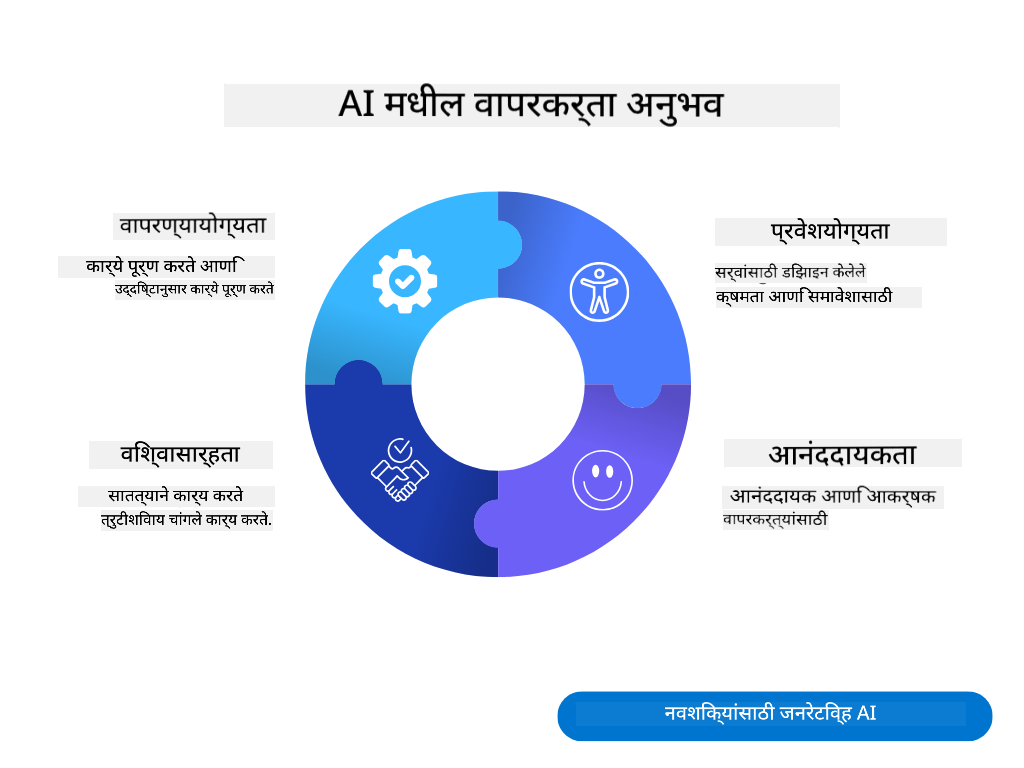 AI मधील वापरकर्ता अनुभव
वापरण्यायोग्यता
कार्ये पूर्ण करते आणि
उद्दिष्टानुसार कार्ये पूर्ण करते
प्रवेशयोग्यता
सर्वांसाठी डिझाइन केलेले
क्षमता आणि समावेशासाठी
विश्वासार्हता
सातत्याने कार्य करते
त्रुटीशिवाय चांगले कार्य करते.
आनंददायकता
आनंददायक आणि आकर्षक
वापरकर्त्यांसाठी
नवशिक्यांसाठी जनरेटिव्ह AI